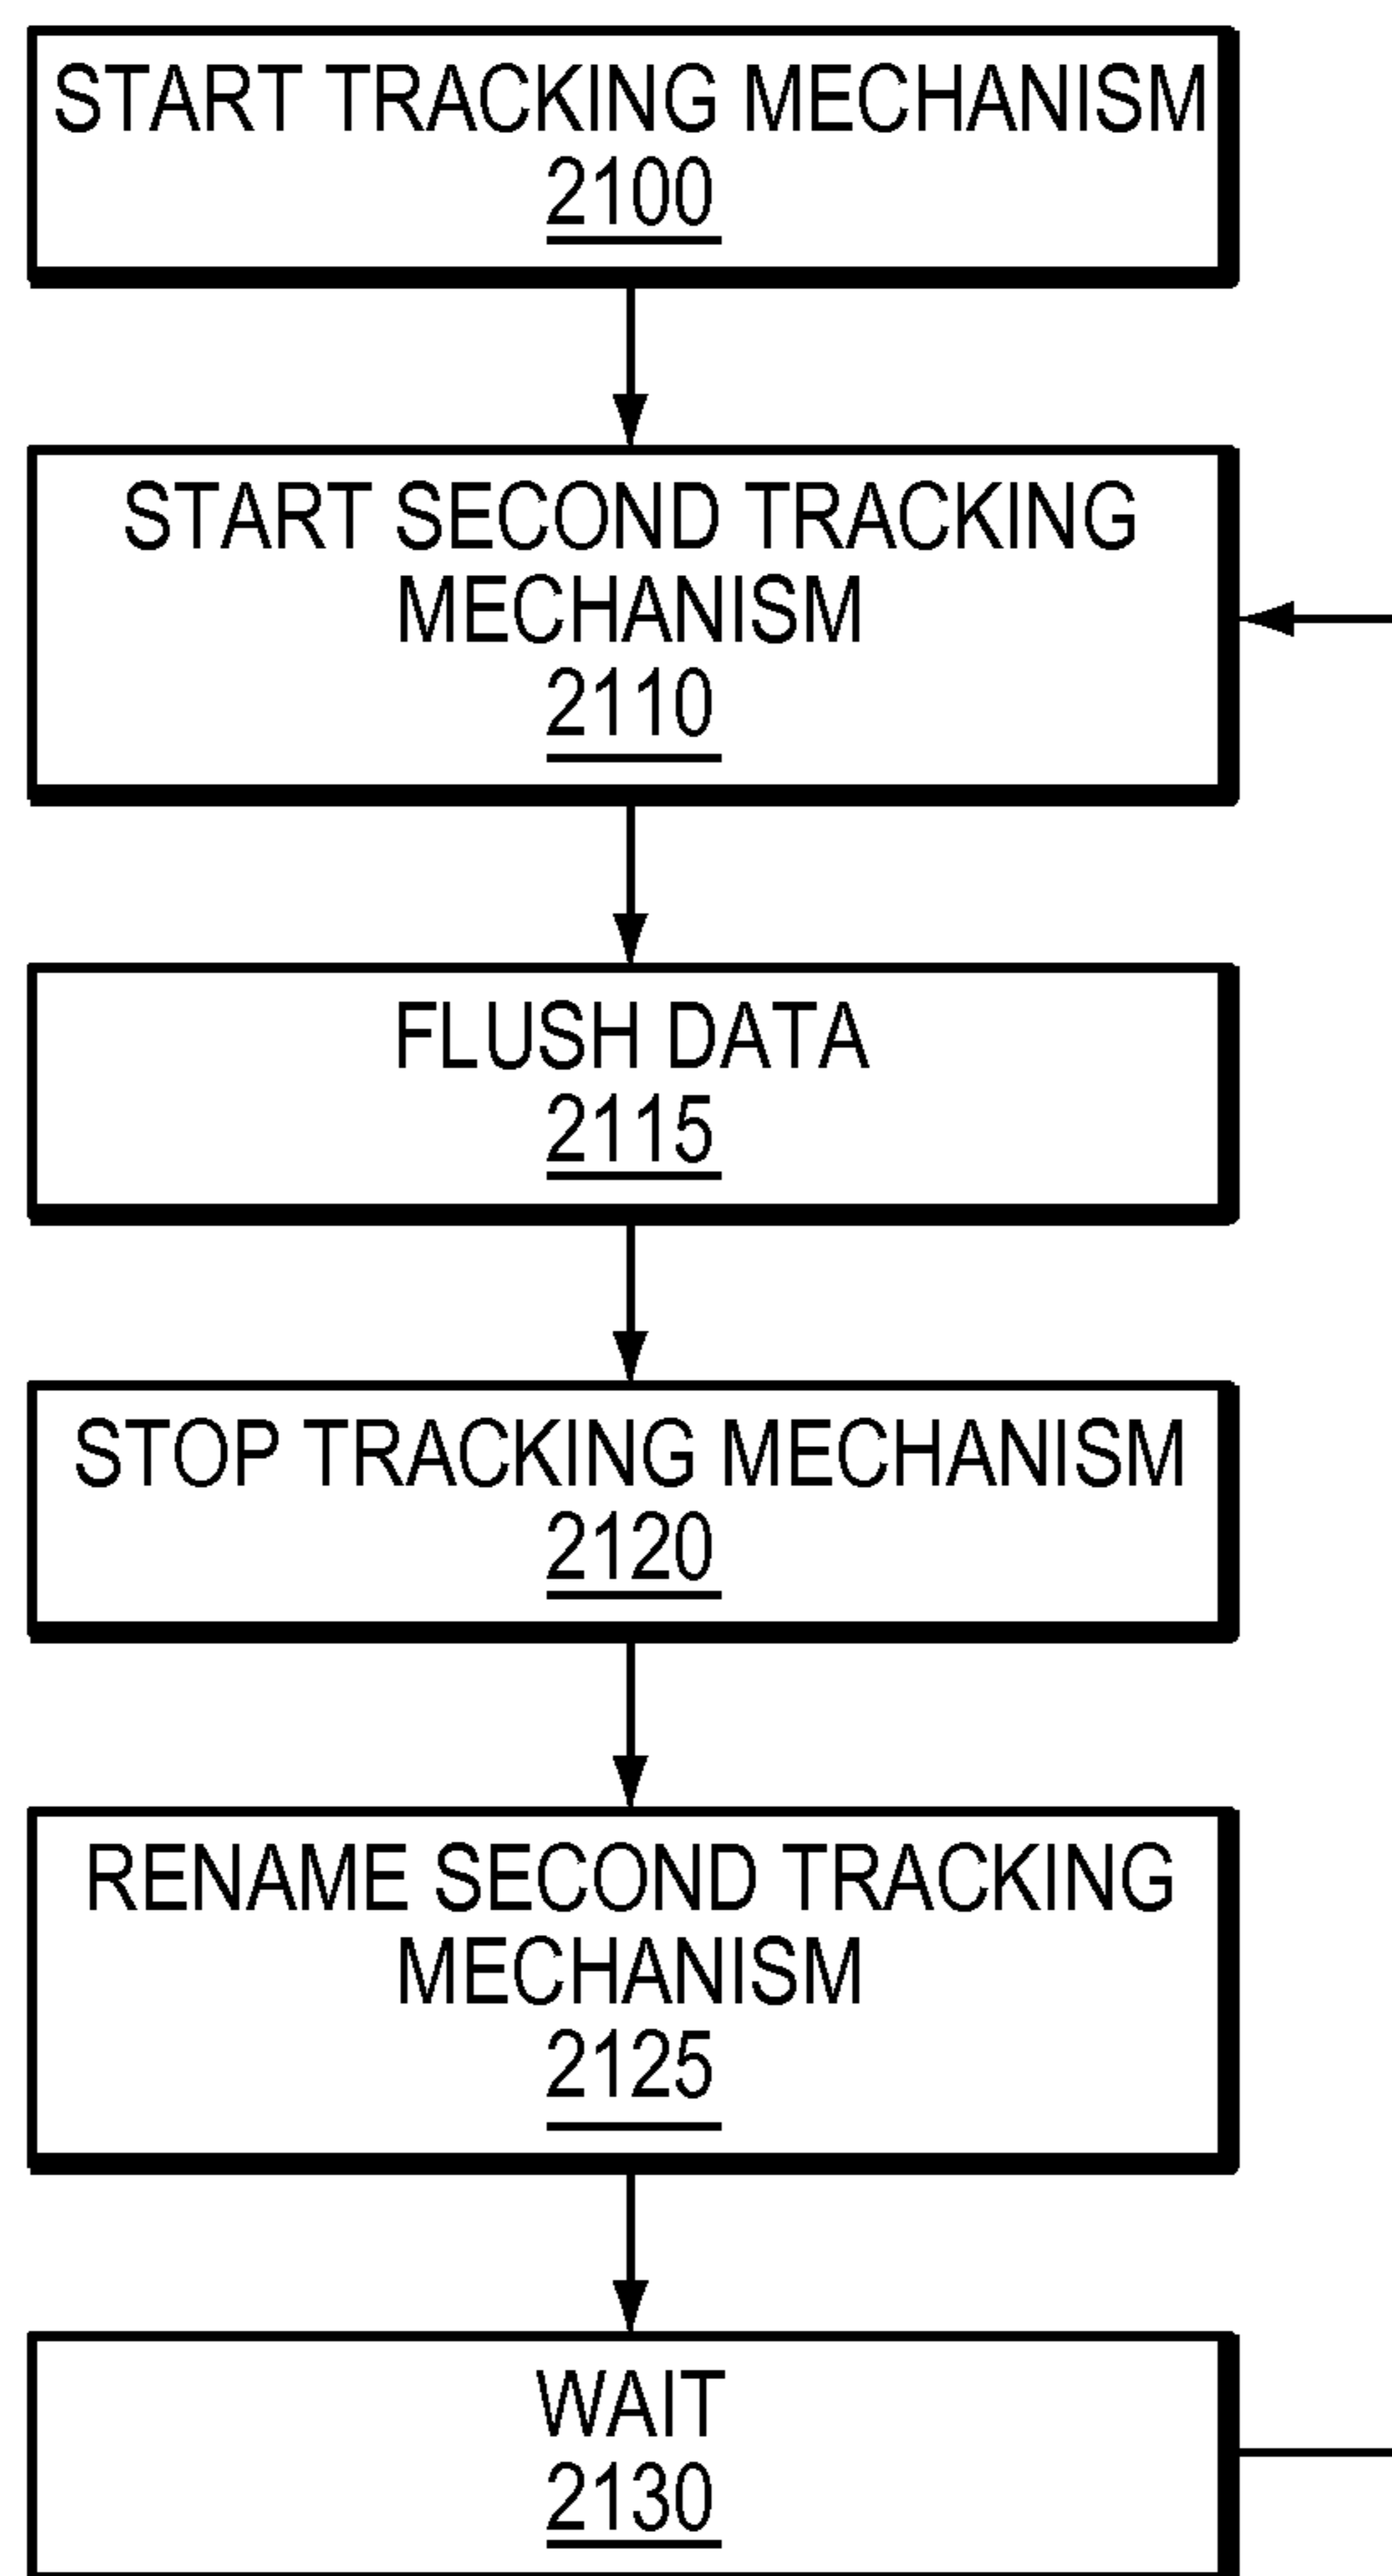 START TRACKING MECHANISM
2100
START SECOND TRACKING
MECHANISM
2110
FLUSH DATA
2115
STOP TRACKING MECHANISM
2120
RENAME SECOND TRACKING
MECHANISM
2125
WAIT
2130